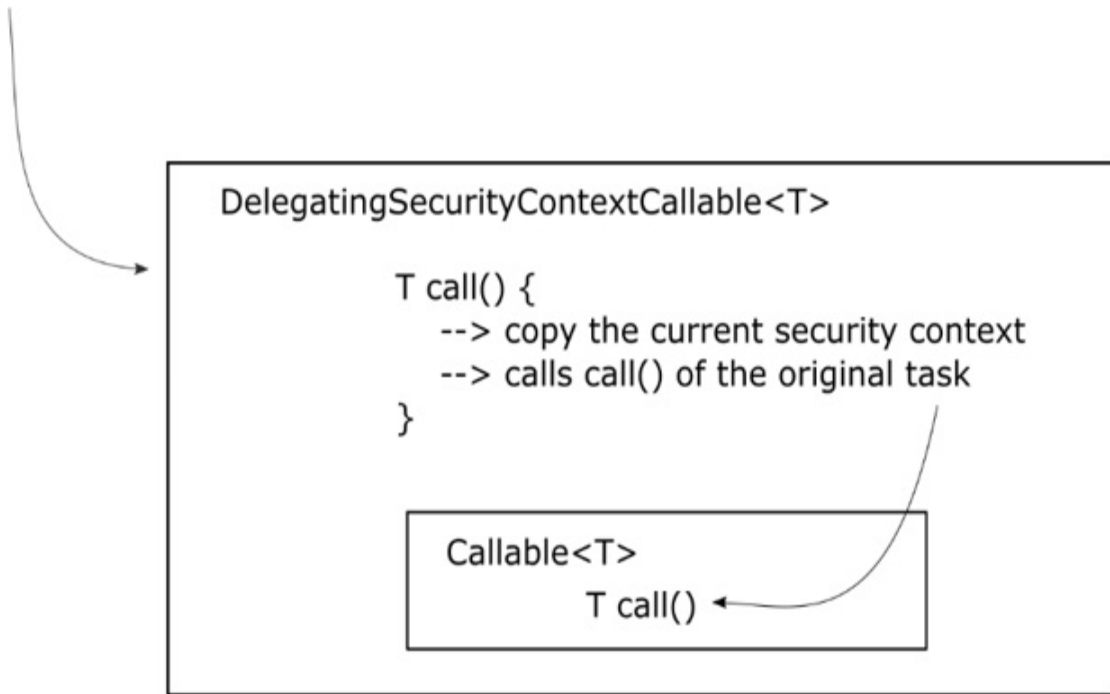 DelegatingSecurityContextCallable<T>
T call() {
--> copy the current security context
--> calls call() of the original task
}
Callable<T>
T call()